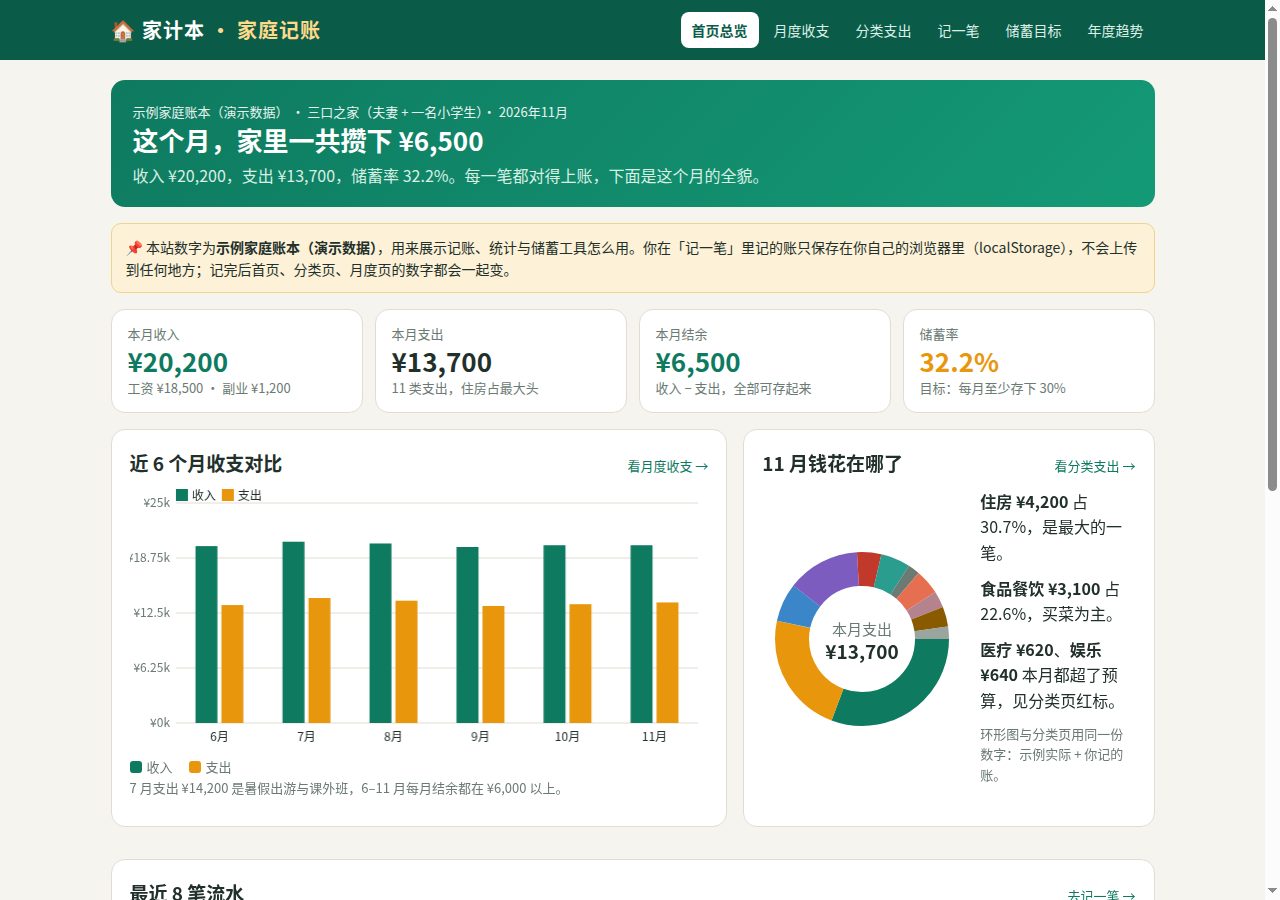 🏠 家计本 · 家庭记账
首页总览 月度收支 分类支出 记一笔 储蓄目标 年度趋势
示例家庭账本（演示数据） · 三口之家（夫妻 + 一名小学生）· 2026年11月
这个月，家里一共攒下 ¥6,500
收入 ¥20,200，支出 ¥13,700，储蓄率 32.2%。每一笔都对得上账，下面是这个月的全貌。
📌 本站数字为示例家庭账本（演示数据），用来展示记账、统计与储蓄工具怎么用。你在「记一笔」里记的账只保存在你自己的浏览器里（localStorage），不会上传
到任何地方；记完后首页、分类页、月度页的数字都会一起变。
本月收入
¥20,200
工资 ¥18,500 · 副业 ¥1,200
本月支出
¥13,700
11 类支出，住房占最大头
本月结余
¥6,500
收入 − 支出，全部可存起来
储蓄率
32.2%
目标：每月至少存下 30%
近 6 个月收支对比
看月度收支 →
收入 支出
¥25k
¥18.75k
¥12.5k
¥6.25k
¥0k
6月 7月 8月 9月 10月 11月
收入 支出
7 月支出 ¥14,200 是暑假出游与课外班，6–11 月每月结余都在 ¥6,000 以上。
11 月钱花在哪了
看分类支出 →
本月支出
¥13,700
住房 ¥4,200 占
30.7%，是最大的一
笔。
食品餐饮 ¥3,100 占
22.6%，买菜为主。
医疗 ¥620、娱乐
¥640 本月都超了预
算，见分类页红标。
环形图与分类页用同一份
数字：示例实际 + 你记的
账。
最近 8 笔流水
去记一笔 →